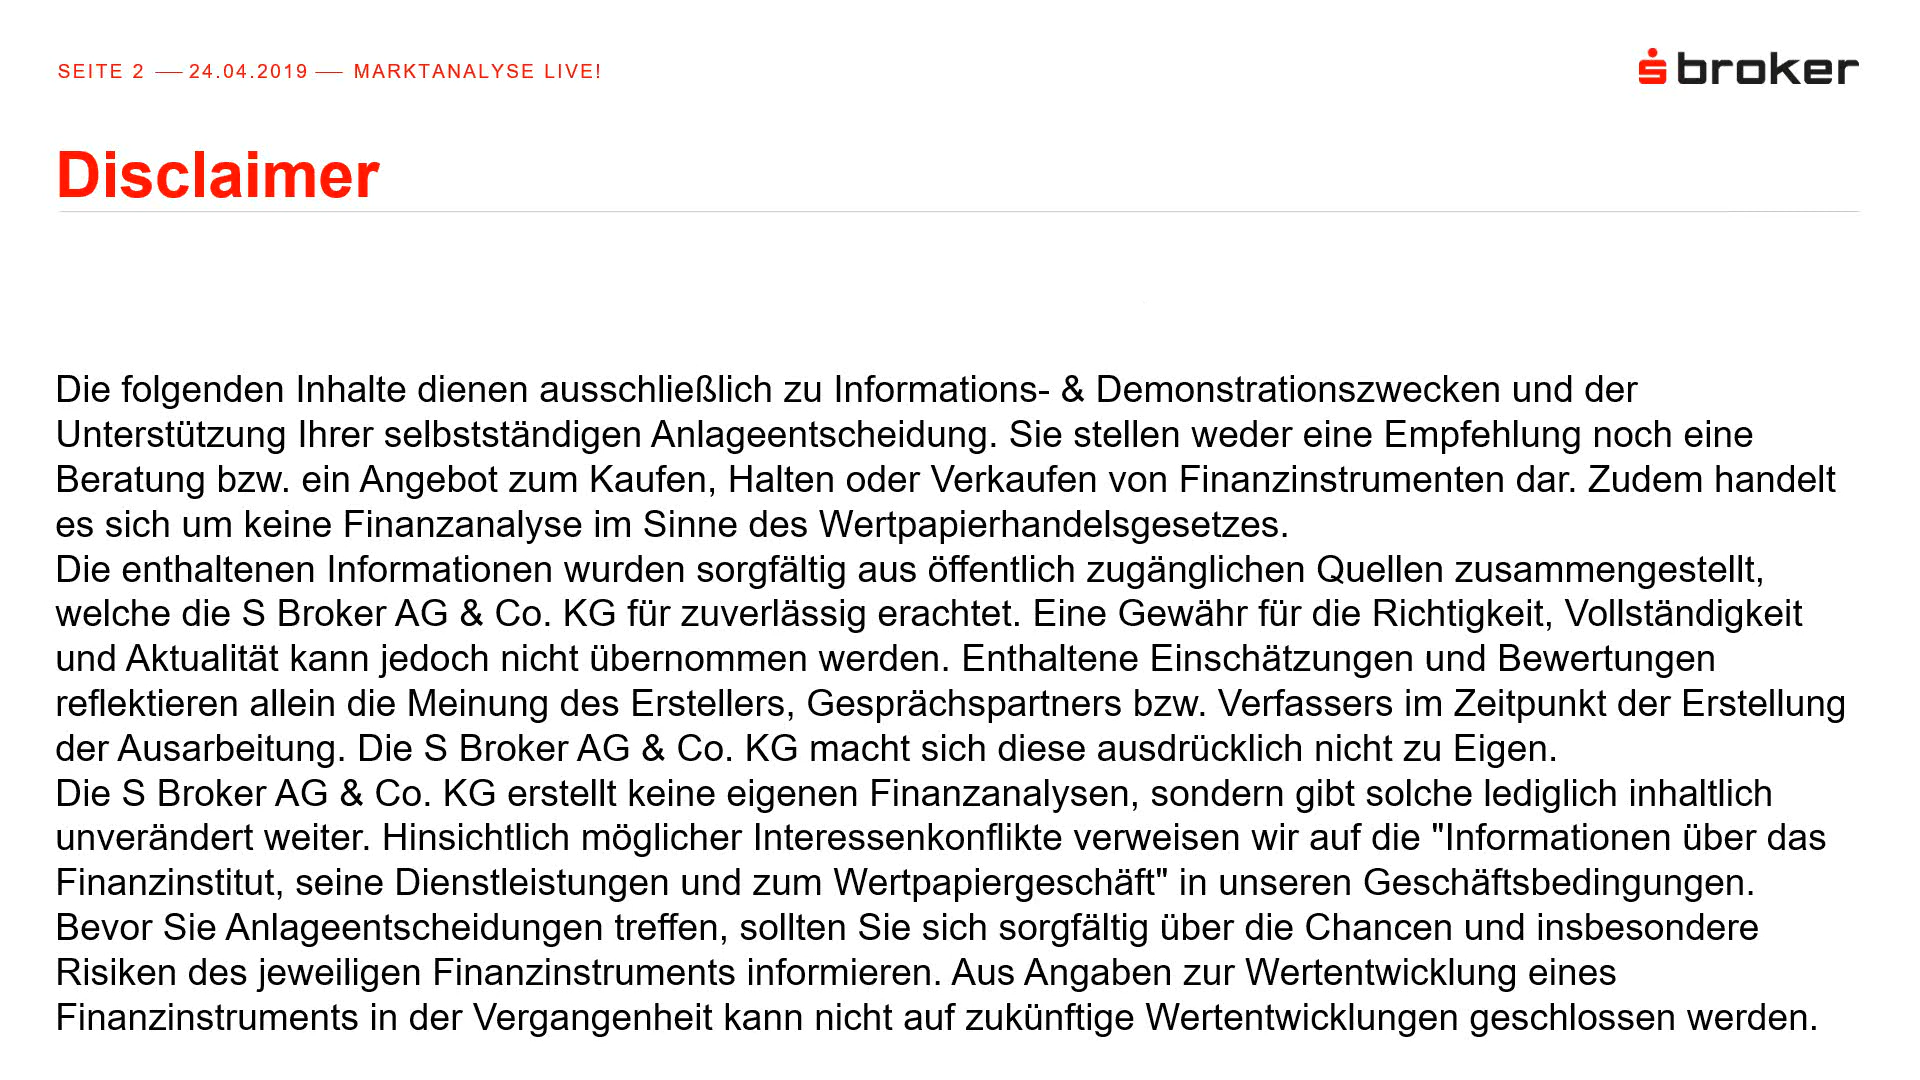 SEITE 2 — 24.04.2019 — MARKTANALYSE LIVE!
s broker
Disclaimer
Die folgenden Inhalte dienen ausschließlich zu Informations- & Demonstrationszwecken und der
Unterstützung Ihrer selbstständigen Anlageentscheidung. Sie stellen weder eine Empfehlung noch eine
Beratung bzw. ein Angebot zum Kaufen, Halten oder Verkaufen von Finanzinstrumenten dar. Zudem handelt
es sich um keine Finanzanalyse im Sinne des Wertpapierhandelsgesetzes.
Die enthaltenen Informationen wurden sorgfältig aus öffentlich zugänglichen Quellen zusammengestellt,
welche die S Broker AG & Co. KG für zuverlässig erachtet. Eine Gewähr für die Richtigkeit, Vollständigkeit
und Aktualität kann jedoch nicht übernommen werden. Enthaltene Einschätzungen und Bewertungen
reflektieren allein die Meinung des Erstellers, Gesprächspartners bzw. Verfassers im Zeitpunkt der Erstellung
der Ausarbeitung. Die S Broker AG & Co. KG macht sich diese ausdrücklich nicht zu Eigen.
Die S Broker AG & Co. KG erstellt keine eigenen Finanzanalysen, sondern gibt solche lediglich inhaltlich
unverändert weiter. Hinsichtlich möglicher Interessenkonflikte verweisen wir auf die "Informationen über das
Finanzinstitut, seine Dienstleistungen und zum Wertpapiergeschäft" in unseren Geschäftsbedingungen.
Bevor Sie Anlageentscheidungen treffen, sollten Sie sich sorgfältig über die Chancen und insbesondere
Risiken des jeweiligen Finanzinstruments informieren. Aus Angaben zur Wertentwicklung eines
Finanzinstruments in der Vergangenheit kann nicht auf zukünftige Wertentwicklungen geschlossen werden.